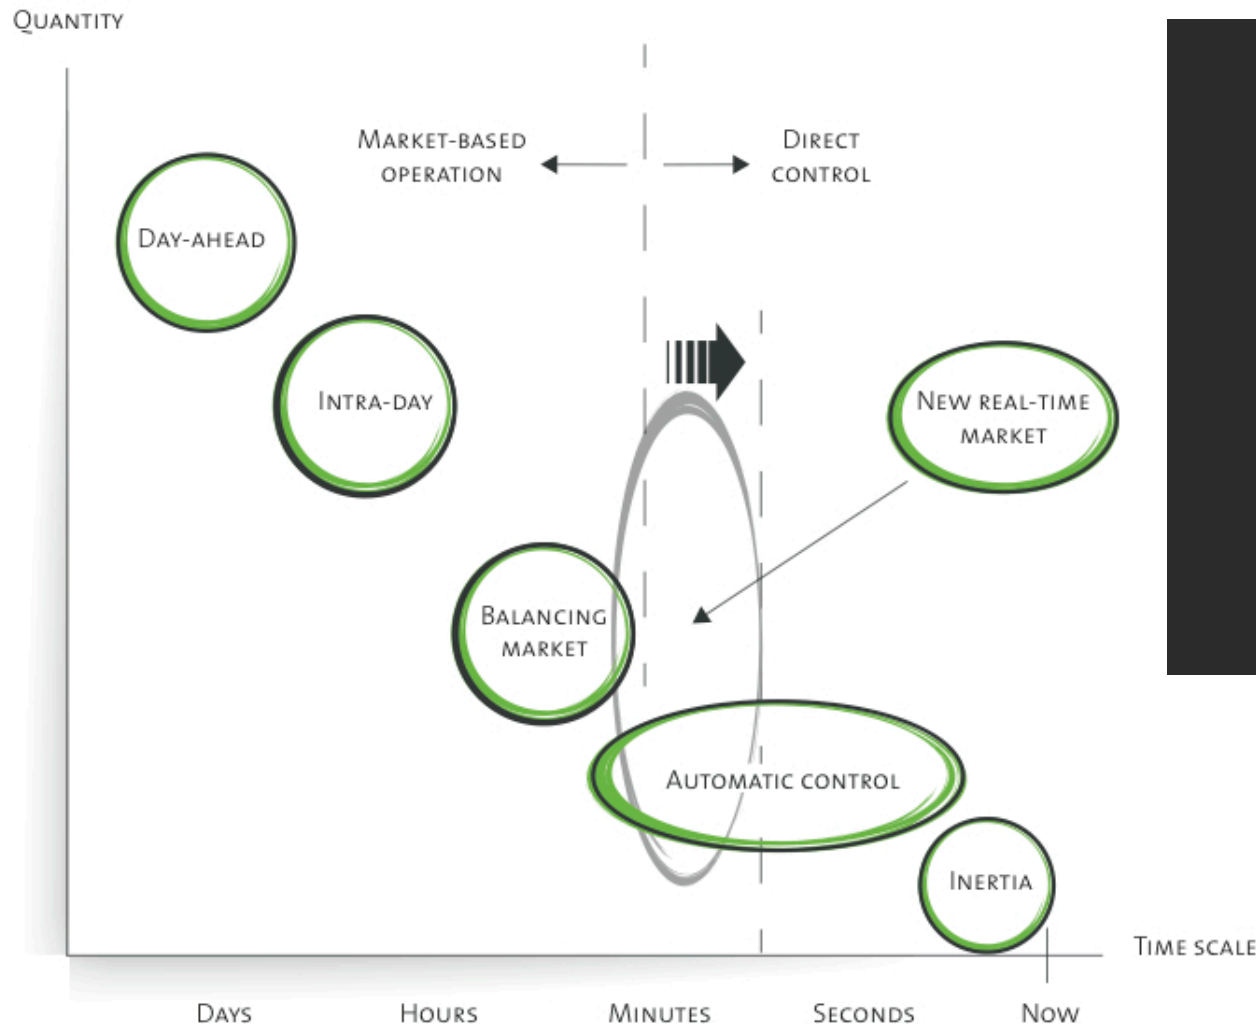 QUANTITY
MARKET-BASED
OPERATION
DIRECT
CONTROL
DAY-AHEAD
INTRA-DAY
NEW REAL-TIME
MARKET
BALANCING
MARKET
AUTOMATIC CONTROL
INERTIA
TIME SCALE
DAYS
HOURS
MINUTES
SECONDS
NOW